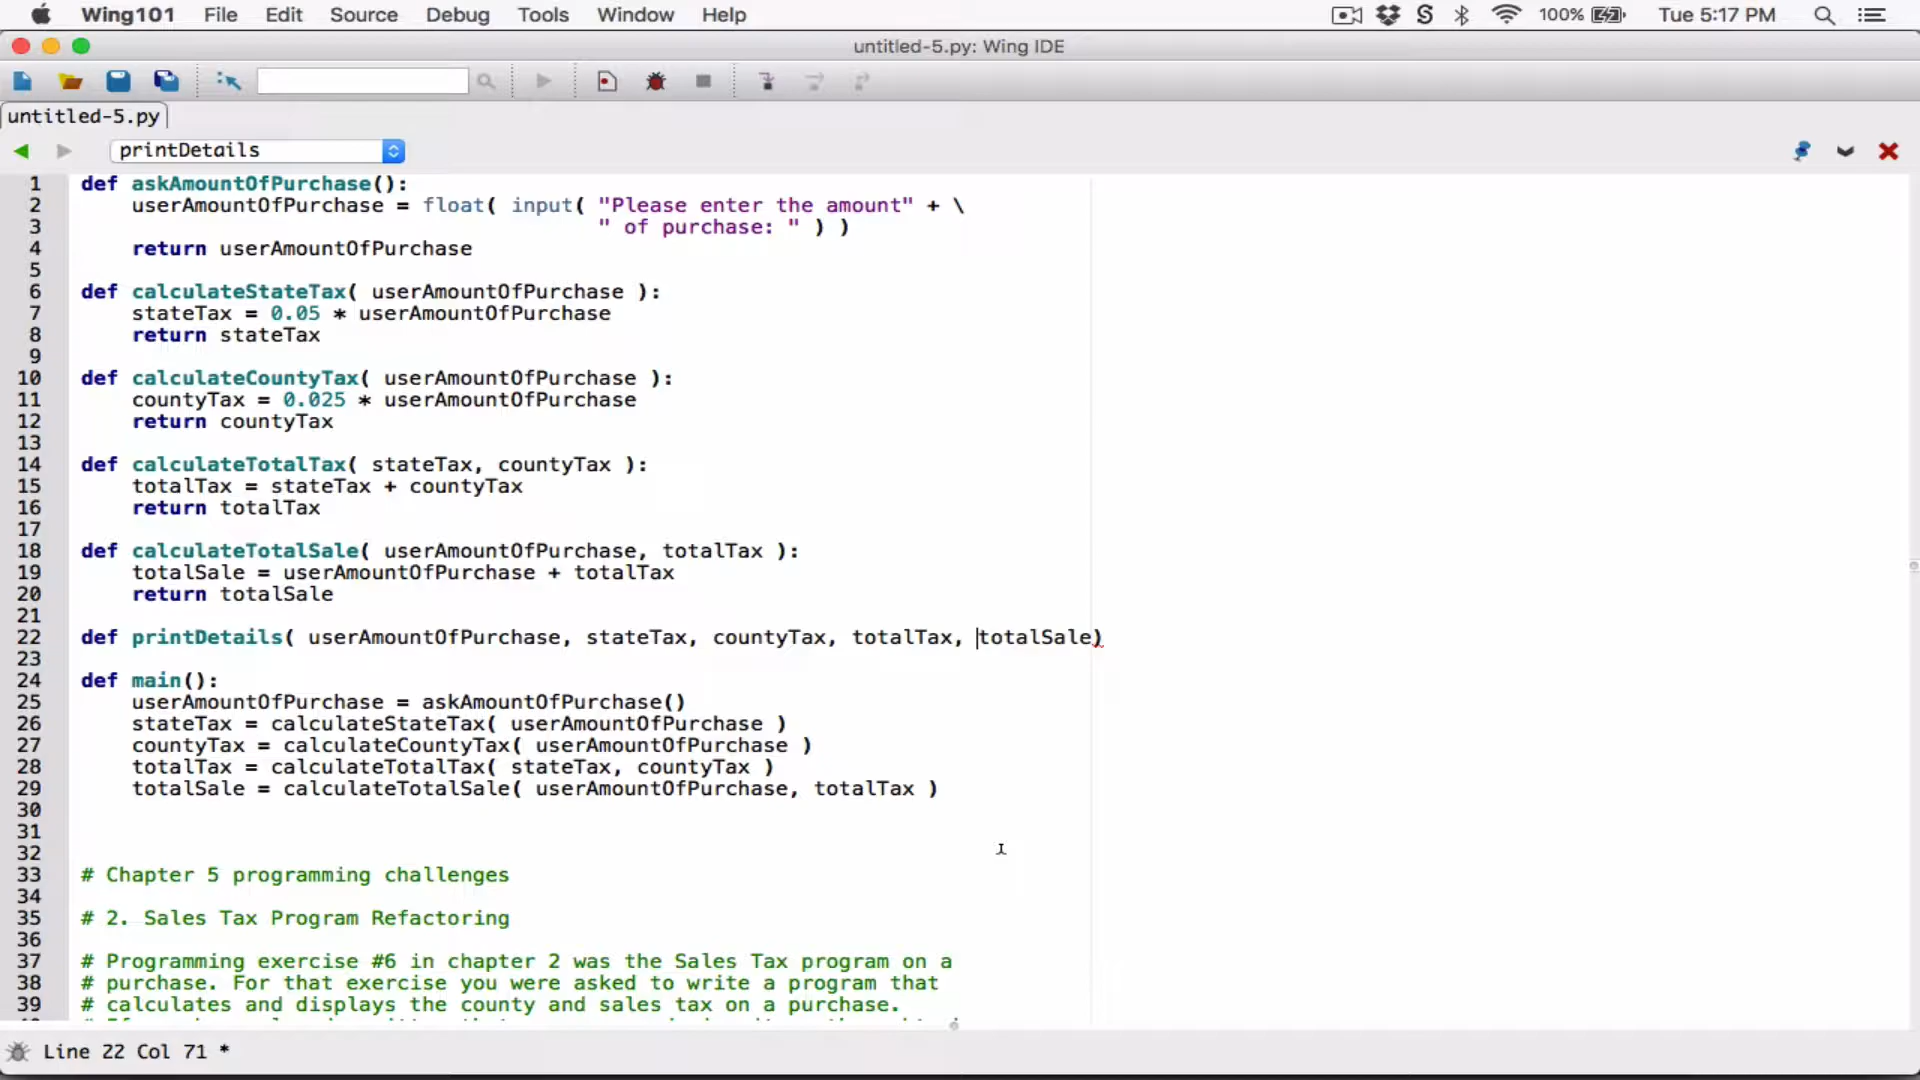 Wing101 File Edit Source Debug Tools Window Help 100% Tue 5:17 PM
untitled-5.py: Wing IDE
untitled-5.py
printDetails
1 def askAmountOfPurchase():
2 userAmountOfPurchase = float( input( "Please enter the amount" + \
3 " of purchase: " ) )
4 return userAmountOfPurchase
5
6 def calculateStateTax( userAmountOfPurchase ):
7 stateTax = 0.05 * userAmountOfPurchase
8 return stateTax
9
10 def calculateCountyTax( userAmountOfPurchase ):
11 countyTax = 0.025 * userAmountOfPurchase
12 return countyTax
13
14 def calculateTotalTax( stateTax, countyTax ):
15 totalTax = stateTax + countyTax
16 return totalTax
17
18 def calculateTotalSale( userAmountOfPurchase, totalTax ):
19 totalSale = userAmountOfPurchase + totalTax
20 return totalSale
21
22 def printDetails( userAmountOfPurchase, stateTax, countyTax, totalTax, totalSale)
23
24 def main():
25 userAmountOfPurchase = askAmountOfPurchase()
26 stateTax = calculateStateTax( userAmountOfPurchase )
27 countyTax = calculateCountyTax( userAmountOfPurchase )
28 totalTax = calculateTotalTax( stateTax, countyTax )
29 totalSale = calculateTotalSale( userAmountOfPurchase, totalTax )
30
31
32
33 # Chapter 5 programming challenges
34
35 # 2. Sales Tax Program Refactoring
36
37 # Programming exercise #6 in chapter 2 was the Sales Tax program on a
38 # purchase. For that exercise you were asked to write a program that
39 # calculates and displays the county and sales tax on a purchase.
Line 22 Col 71 *